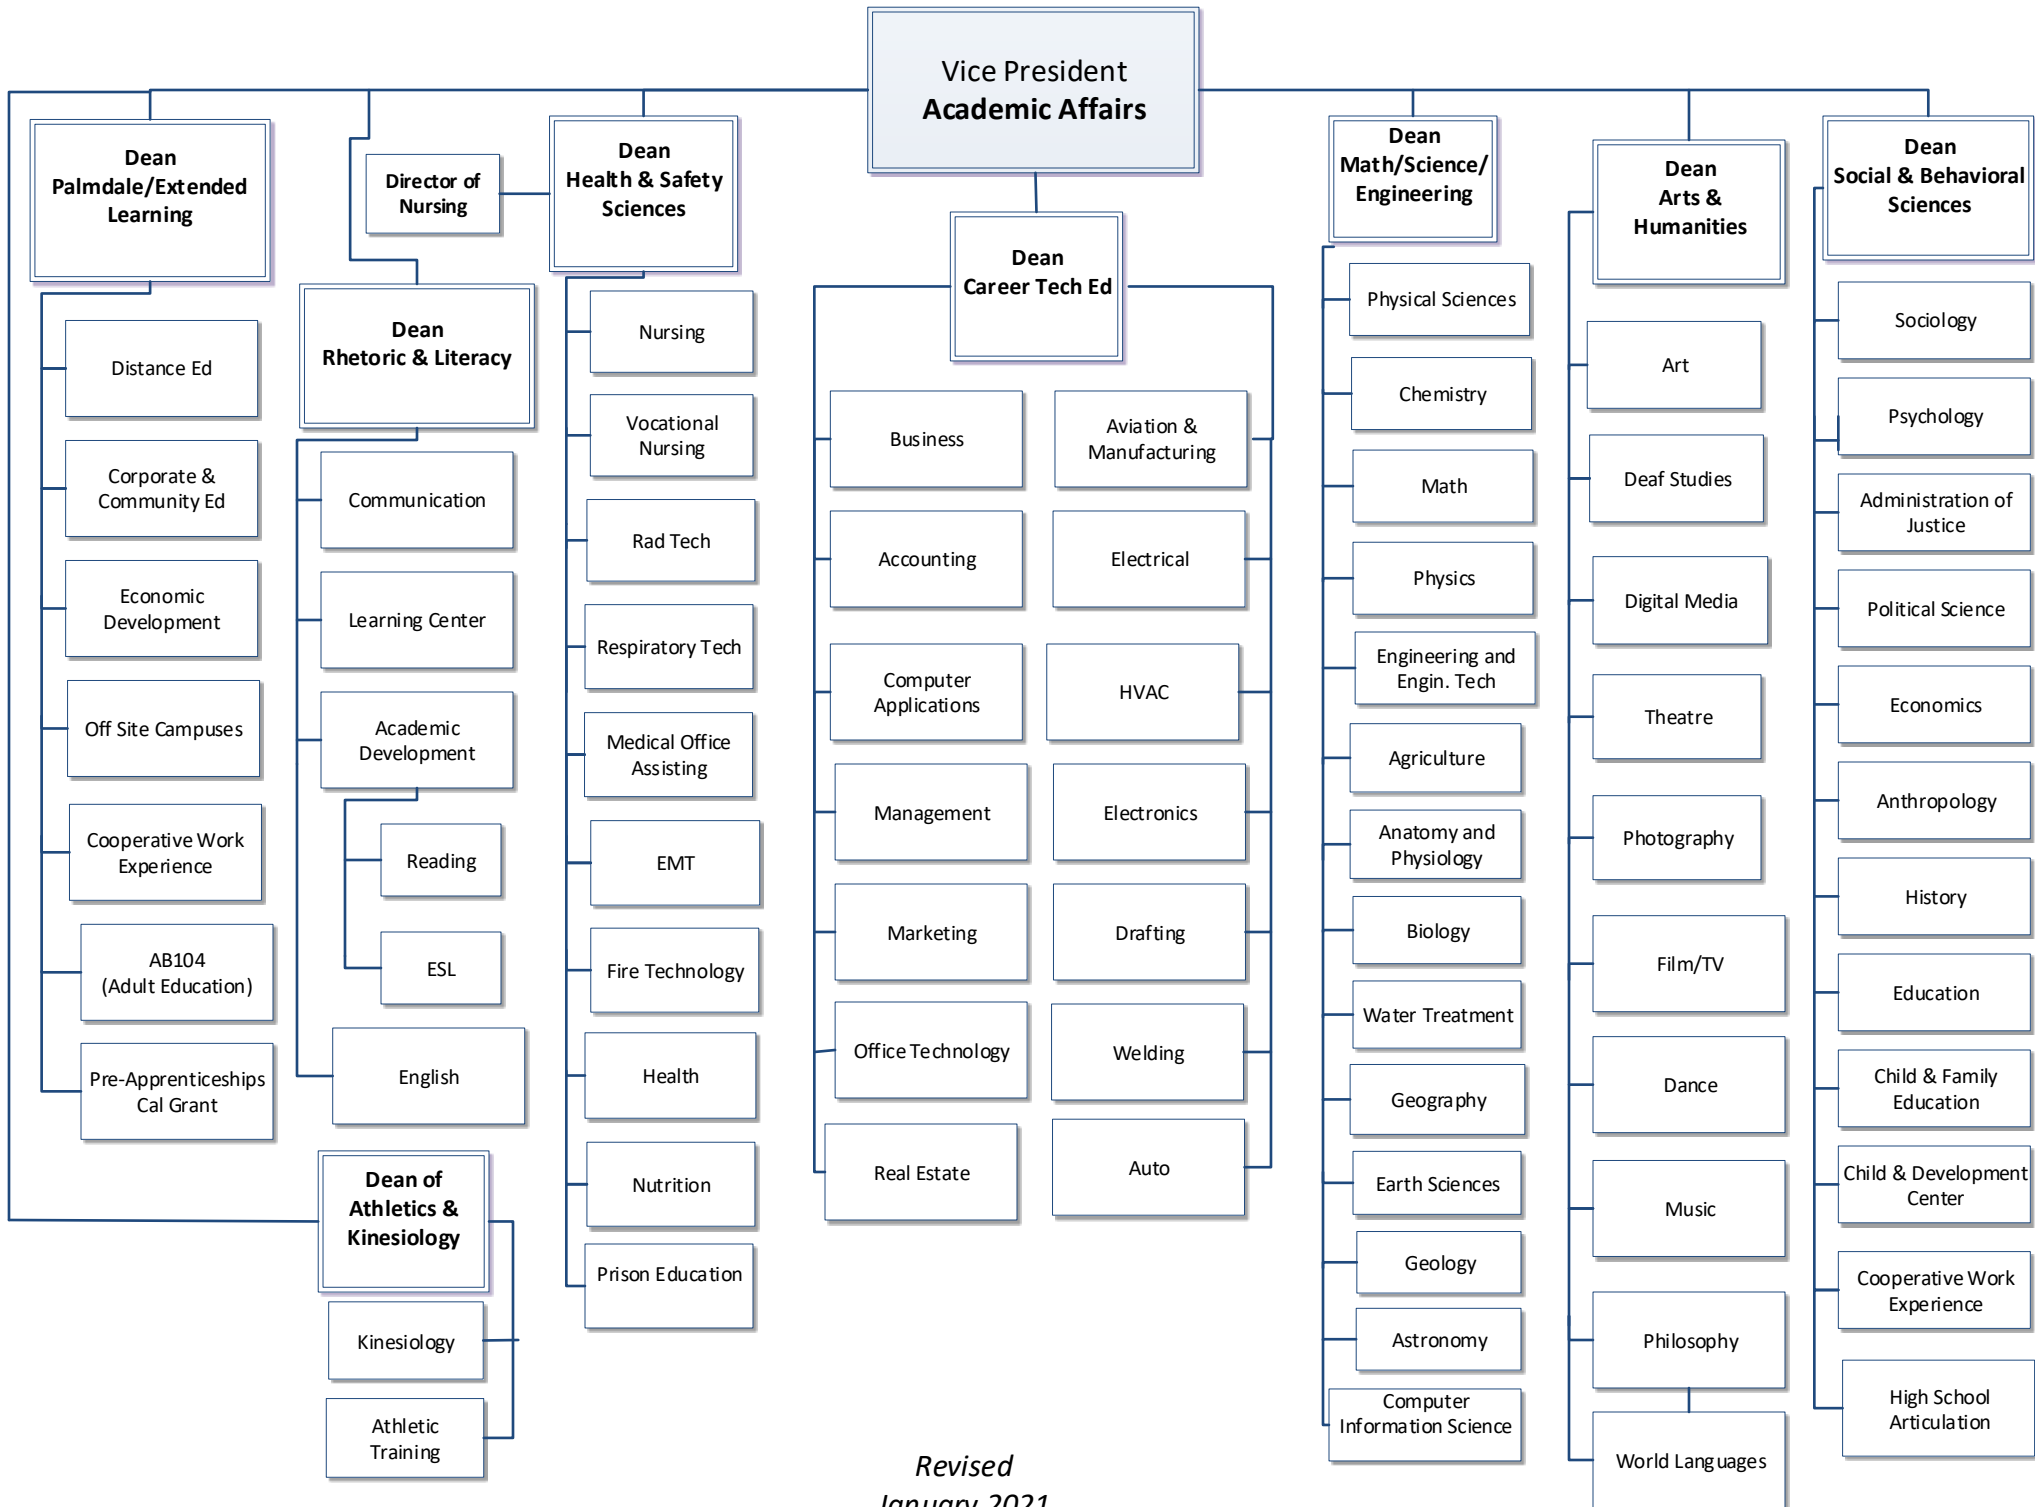 Vice President
Academic Affairs
Dean
Palmdale/Extended
Learning
Distance Ed
Corporate &
Community Ed
Economic
Development
Off Site Campuses
Cooperative Work
Experience
AB104
(Adult Education)
Pre-Apprenticeships
Cal Grant
Dean
Rhetoric & Literacy
Communication
Learning Center
Academic
Development
Reading
ESL
English
Dean of
Athletics &
Kinesiology
Kinesiology
Athletic
Training
Director of
Nursing
Dean
Health & Safety
Sciences
Nursing
Vocational
Nursing
Rad Tech
Respiratory Tech
Medical Office
Assisting
EMT
Fire Technology
Health
Nutrition
Prison Education
Dean
Career Tech Ed
Business
Accounting
Computer
Applications
Management
Marketing
Office Technology
Real Estate
Aviation &
Manufacturing
Electrical
HVAC
Electronics
Drafting
Welding
Auto
Dean
Math/Science/
Engineering
Physical Sciences
Chemistry
Math
Physics
Engineering and
Engin. Tech
Agriculture
Anatomy and
Physiology
Biology
Water Treatment
Geography
Earth Sciences
Geology
Astronomy
Computer
Information Science
Dean
Arts &
Humanities
Art
Deaf Studies
Digital Media
Theatre
Photography
Film/TV
Dance
Music
Philosophy
World Languages
Dean
Social & Behavioral
Sciences
Sociology
Psychology
Administration of
Justice
Political Science
Economics
Anthropology
History
Education
Child & Family
Education
Child & Development
Center
Cooperative Work
Experience
High School
Articulation
Revised
January 2021